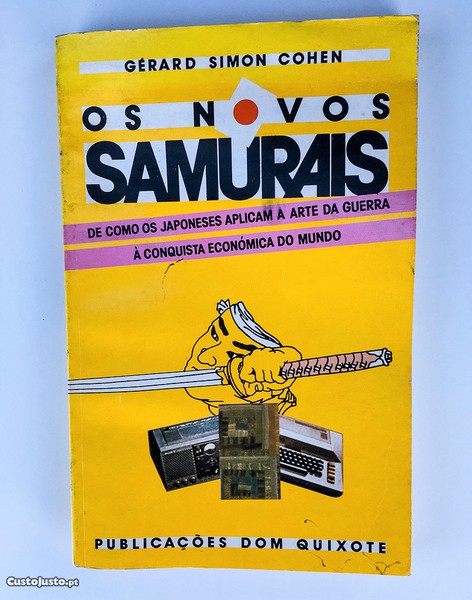 GÉRARD SIMON COHEN
OS NOVOS
SAMURAIS
DE COMO OS JAPONESES APLICAM A ARTE DA GUERRA
À CONQUISTA ECONÓMICA DO MUNDO
PUBLICAÇÕES DOM QUIXOTE
CustoJusto.pt